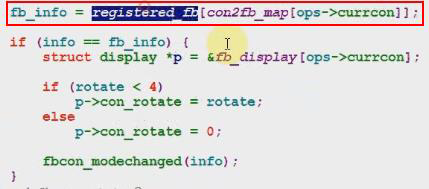 fb_info = registered_fb[con2fb_map[ops->currcon]];
if (info == fb_info) {
struct display *p = &fb_display[ops->currcon];
if (rotate < 4)
p->con_rotate = rotate;
else
p->con_rotate = 0;
fbcon_modechanged(info);
}